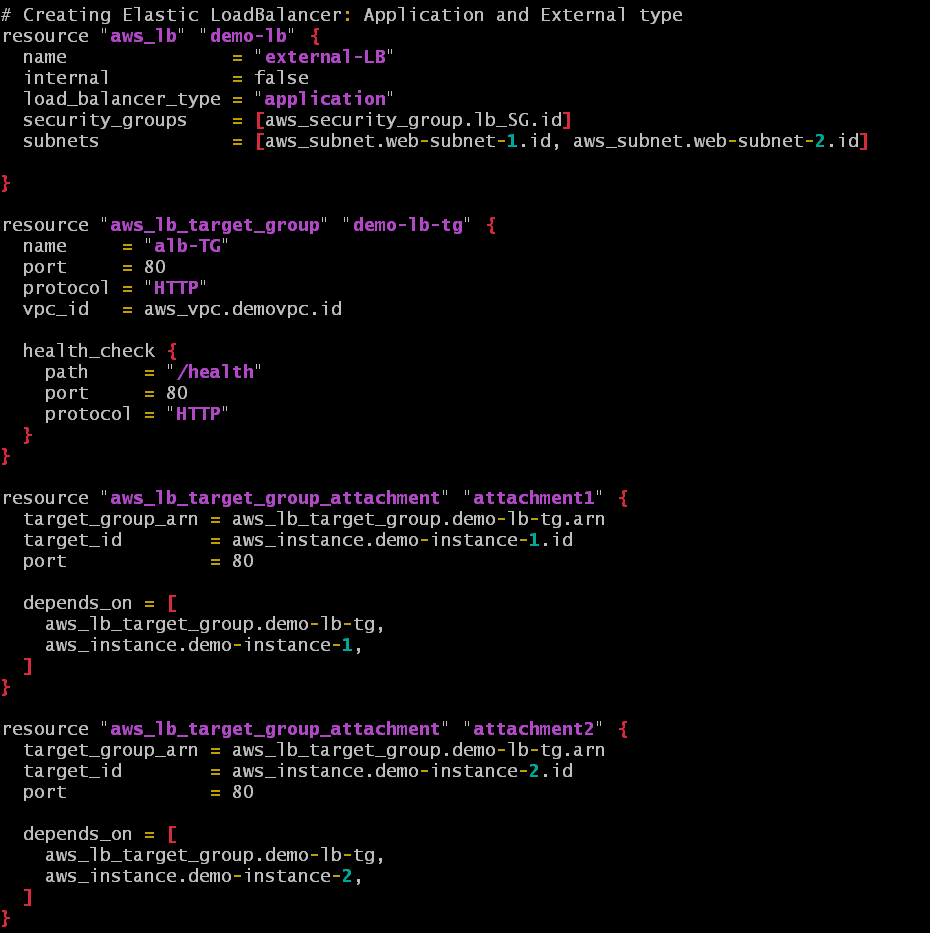 # Creating Elastic LoadBalancer: Application and External type
resource "aws_lb" "demo-lb" {
  name               = "external-LB"
  internal           = false
  load_balancer_type = "application"
  security_groups    = [aws_security_group.lb_SG.id]
  subnets            = [aws_subnet.web-subnet-1.id, aws_subnet.web-subnet-2.id]

}

resource "aws_lb_target_group" "demo-lb-tg" {
  name     = "alb-TG"
  port     = 80
  protocol = "HTTP"
  vpc_id   = aws_vpc.demovpc.id

  health_check {
    path     = "/health"
    port     = 80
    protocol = "HTTP"
  }
}

resource "aws_lb_target_group_attachment" "attachment1" {
  target_group_arn = aws_lb_target_group.demo-lb-tg.arn
  target_id        = aws_instance.demo-instance-1.id
  port             = 80

  depends_on = [
    aws_lb_target_group.demo-lb-tg,
    aws_instance.demo-instance-1,
  ]
}

resource "aws_lb_target_group_attachment" "attachment2" {
  target_group_arn = aws_lb_target_group.demo-lb-tg.arn
  target_id        = aws_instance.demo-instance-2.id
  port             = 80

  depends_on = [
    aws_lb_target_group.demo-lb-tg,
    aws_instance.demo-instance-2,
  ]
}